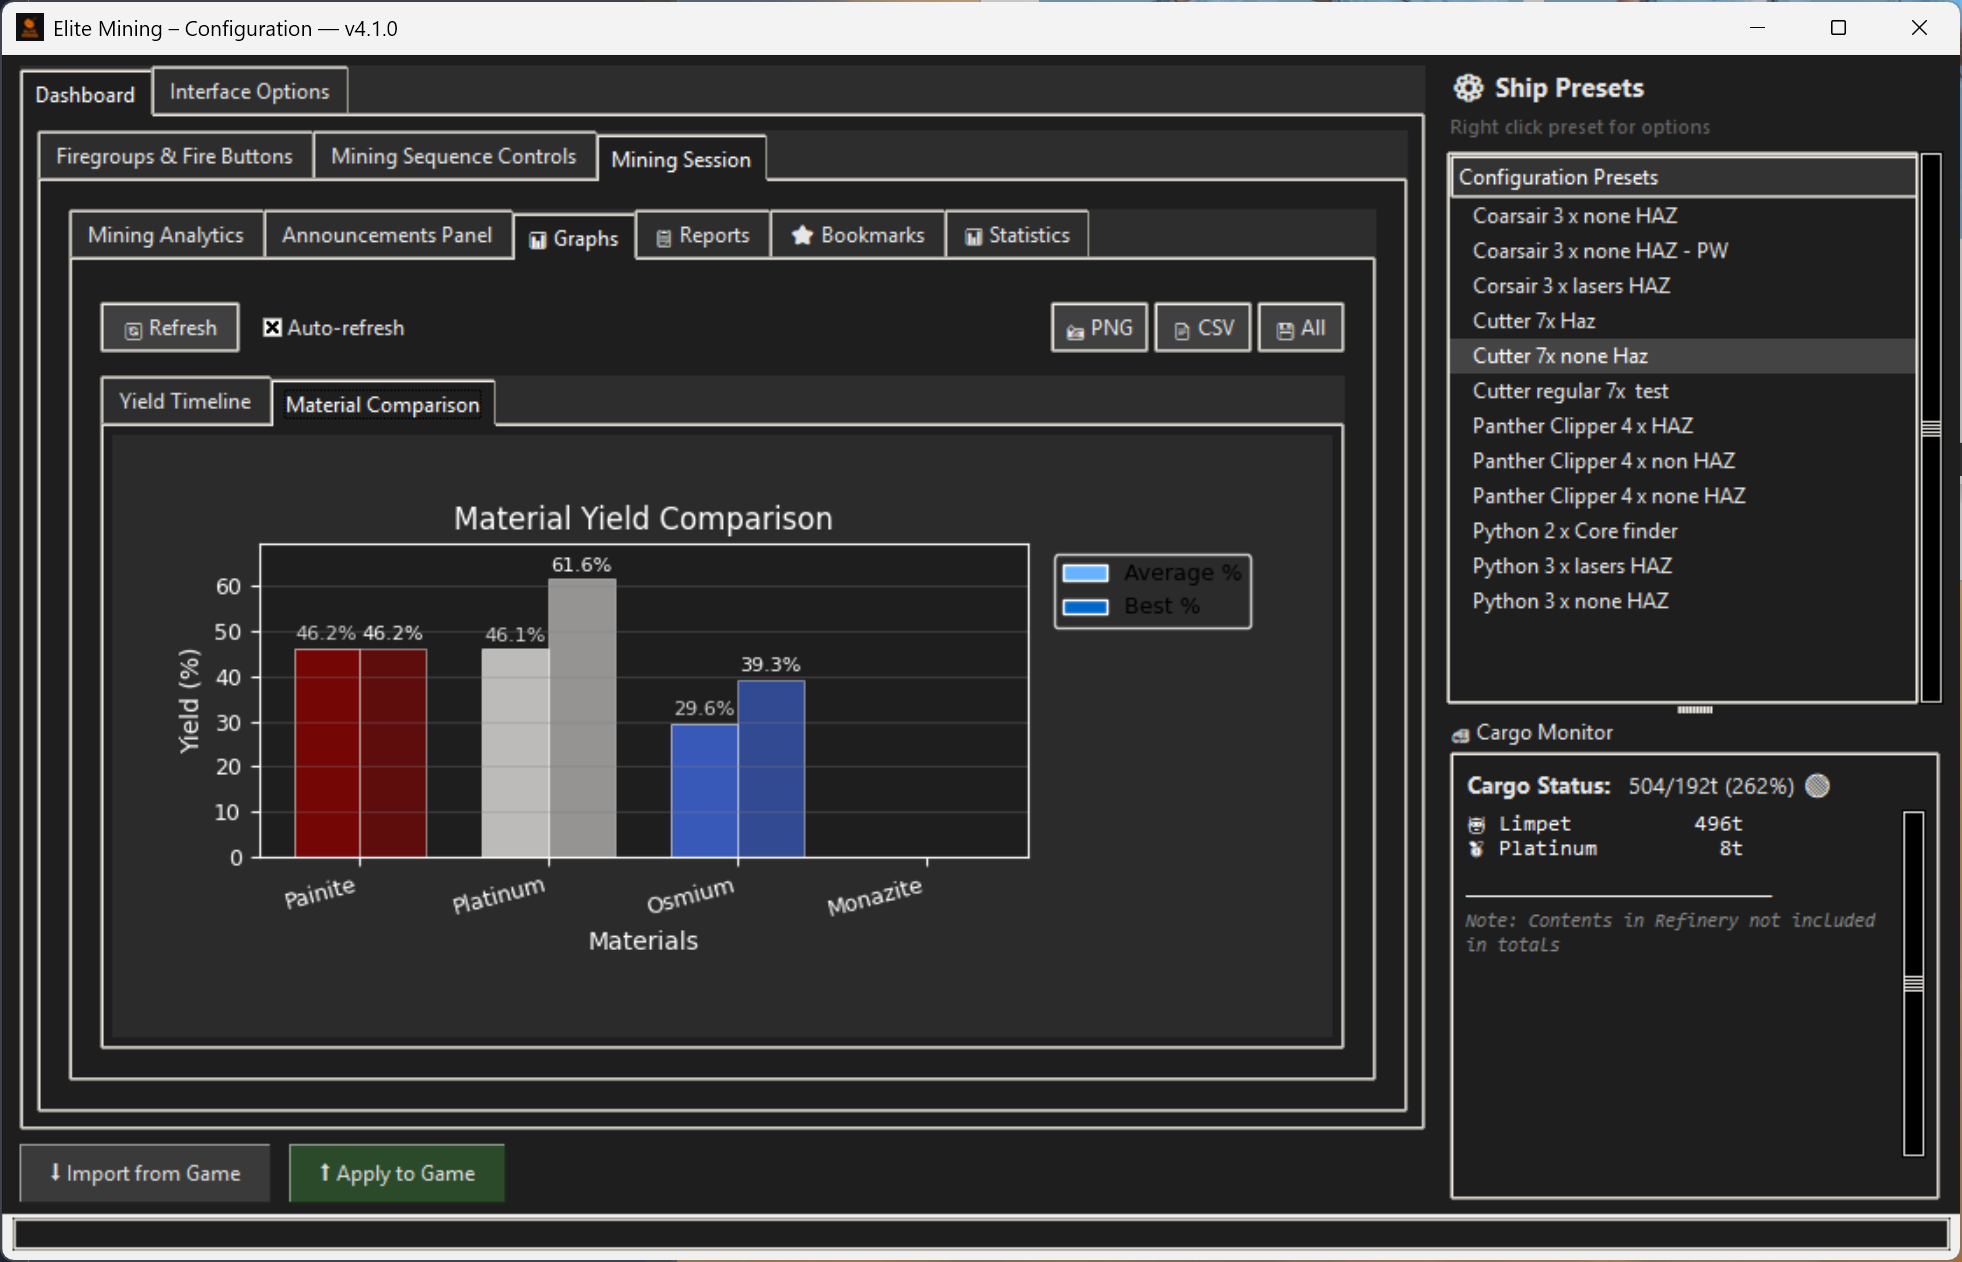 Elite Mining – Configuration — v4.1.0
Dashboard
Interface Options
Firegroups & Fire Buttons
Mining Sequence Controls
Mining Session
Mining Analytics
Announcements Panel
Graphs
Reports
Bookmarks
Statistics
Refresh
Auto-refresh
PNG
CSV
All
Yield Timeline
Material Comparison
Material Yield Comparison
Yield (%)
60
50
40
30
20
10
0
46.2%
46.2%
46.1%
61.6%
29.6%
39.3%
Painite
Platinum
Osmium
Monazite
Materials
Average %
Best %
Import from Game
Apply to Game
Ship Presets
Right click preset for options
Configuration Presets
Coarsair 3 x none HAZ
Coarsair 3 x none HAZ - PW
Corsair 3 x lasers HAZ
Cutter 7x Haz
Cutter 7x none Haz
Cutter regular 7x  test
Panther Clipper 4 x HAZ
Panther Clipper 4 x non HAZ
Panther Clipper 4 x none HAZ
Python 2 x Core finder
Python 3 x lasers HAZ
Python 3 x none HAZ
Cargo Monitor
Cargo Status: 504/192t (262%)
Limpet 496t
Platinum 8t
Note: Contents in Refinery not included
in totals